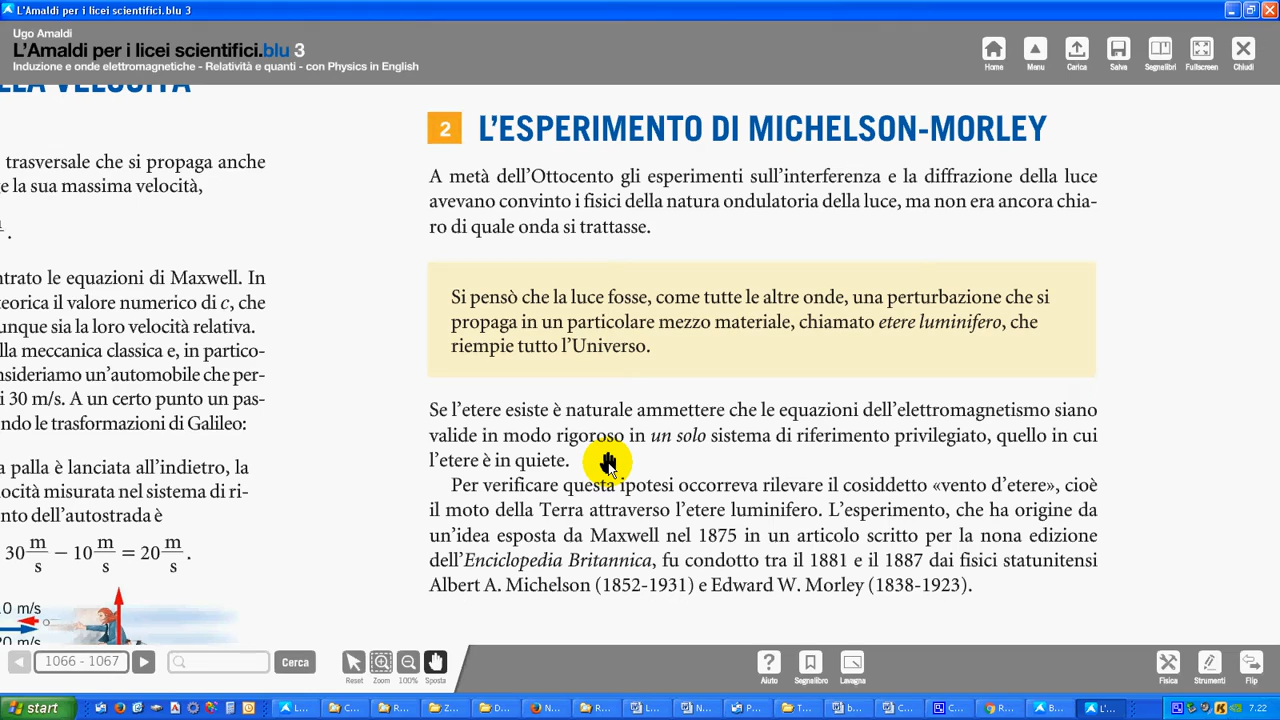 L'Amaldi per i licei scientifici.blu 3
Ugo Amaldi
L'Amaldi per i licei scientifici.blu 3
Induzione e onde elettromagnetiche - Relatività e quanti - con Physics in English
Home
Menu
Carica
Salva
Segnalibri
Fullscreen
Chiudi
LLA VELOCITÀ
trasversale che si propaga anche
ge la sua massima velocità,
ntrato le equazioni di Maxwell. In
teorica il valore numerico di c, che
unque sia la loro velocità relativa.
lla meccanica classica e, in partico-
nsideriamo un'automobile che per-
i 30 m/s. A un certo punto un pas-
ndo le trasformazioni di Galileo:
a palla è lanciata all'indietro, la
locità misurata nel sistema di ri-
nto dell'autostrada è
30 m/s − 10 m/s = 20 m/s.
.0 m/s
20 m/s
2 L'ESPERIMENTO DI MICHELSON-MORLEY
A metà dell'Ottocento gli esperimenti sull'interferenza e la diffrazione della luce
avevano convinto i fisici della natura ondulatoria della luce, ma non era ancora chia-
ro di quale onda si trattasse.
Si pensò che la luce fosse, come tutte le altre onde, una perturbazione che si
propaga in un particolare mezzo materiale, chiamato etere luminifero, che
riempie tutto l'Universo.
Se l'etere esiste è naturale ammettere che le equazioni dell'elettromagnetismo siano
valide in modo rigoroso in un solo sistema di riferimento privilegiato, quello in cui
l'etere è in quiete.
Per verificare questa ipotesi occorreva rilevare il cosiddetto «vento d'etere», cioè
il moto della Terra attraverso l'etere luminifero. L'esperimento, che ha origine da
un'idea esposta da Maxwell nel 1875 in un articolo scritto per la nona edizione
dell'Enciclopedia Britannica, fu condotto tra il 1881 e il 1887 dai fisici statunitensi
Albert A. Michelson (1852-1931) e Edward W. Morley (1838-1923).
1066 - 1067
Cerca
Reset
Zoom
100%
Sposta
Aiuto
Segnalibro
Lavagna
Fisica
Strumenti
Flip
start
L...
C...
R...
Z...
D...
N...
R...
L...
N...
P...
T...
b...
C...
C...
R...
B...
L'...
7.22